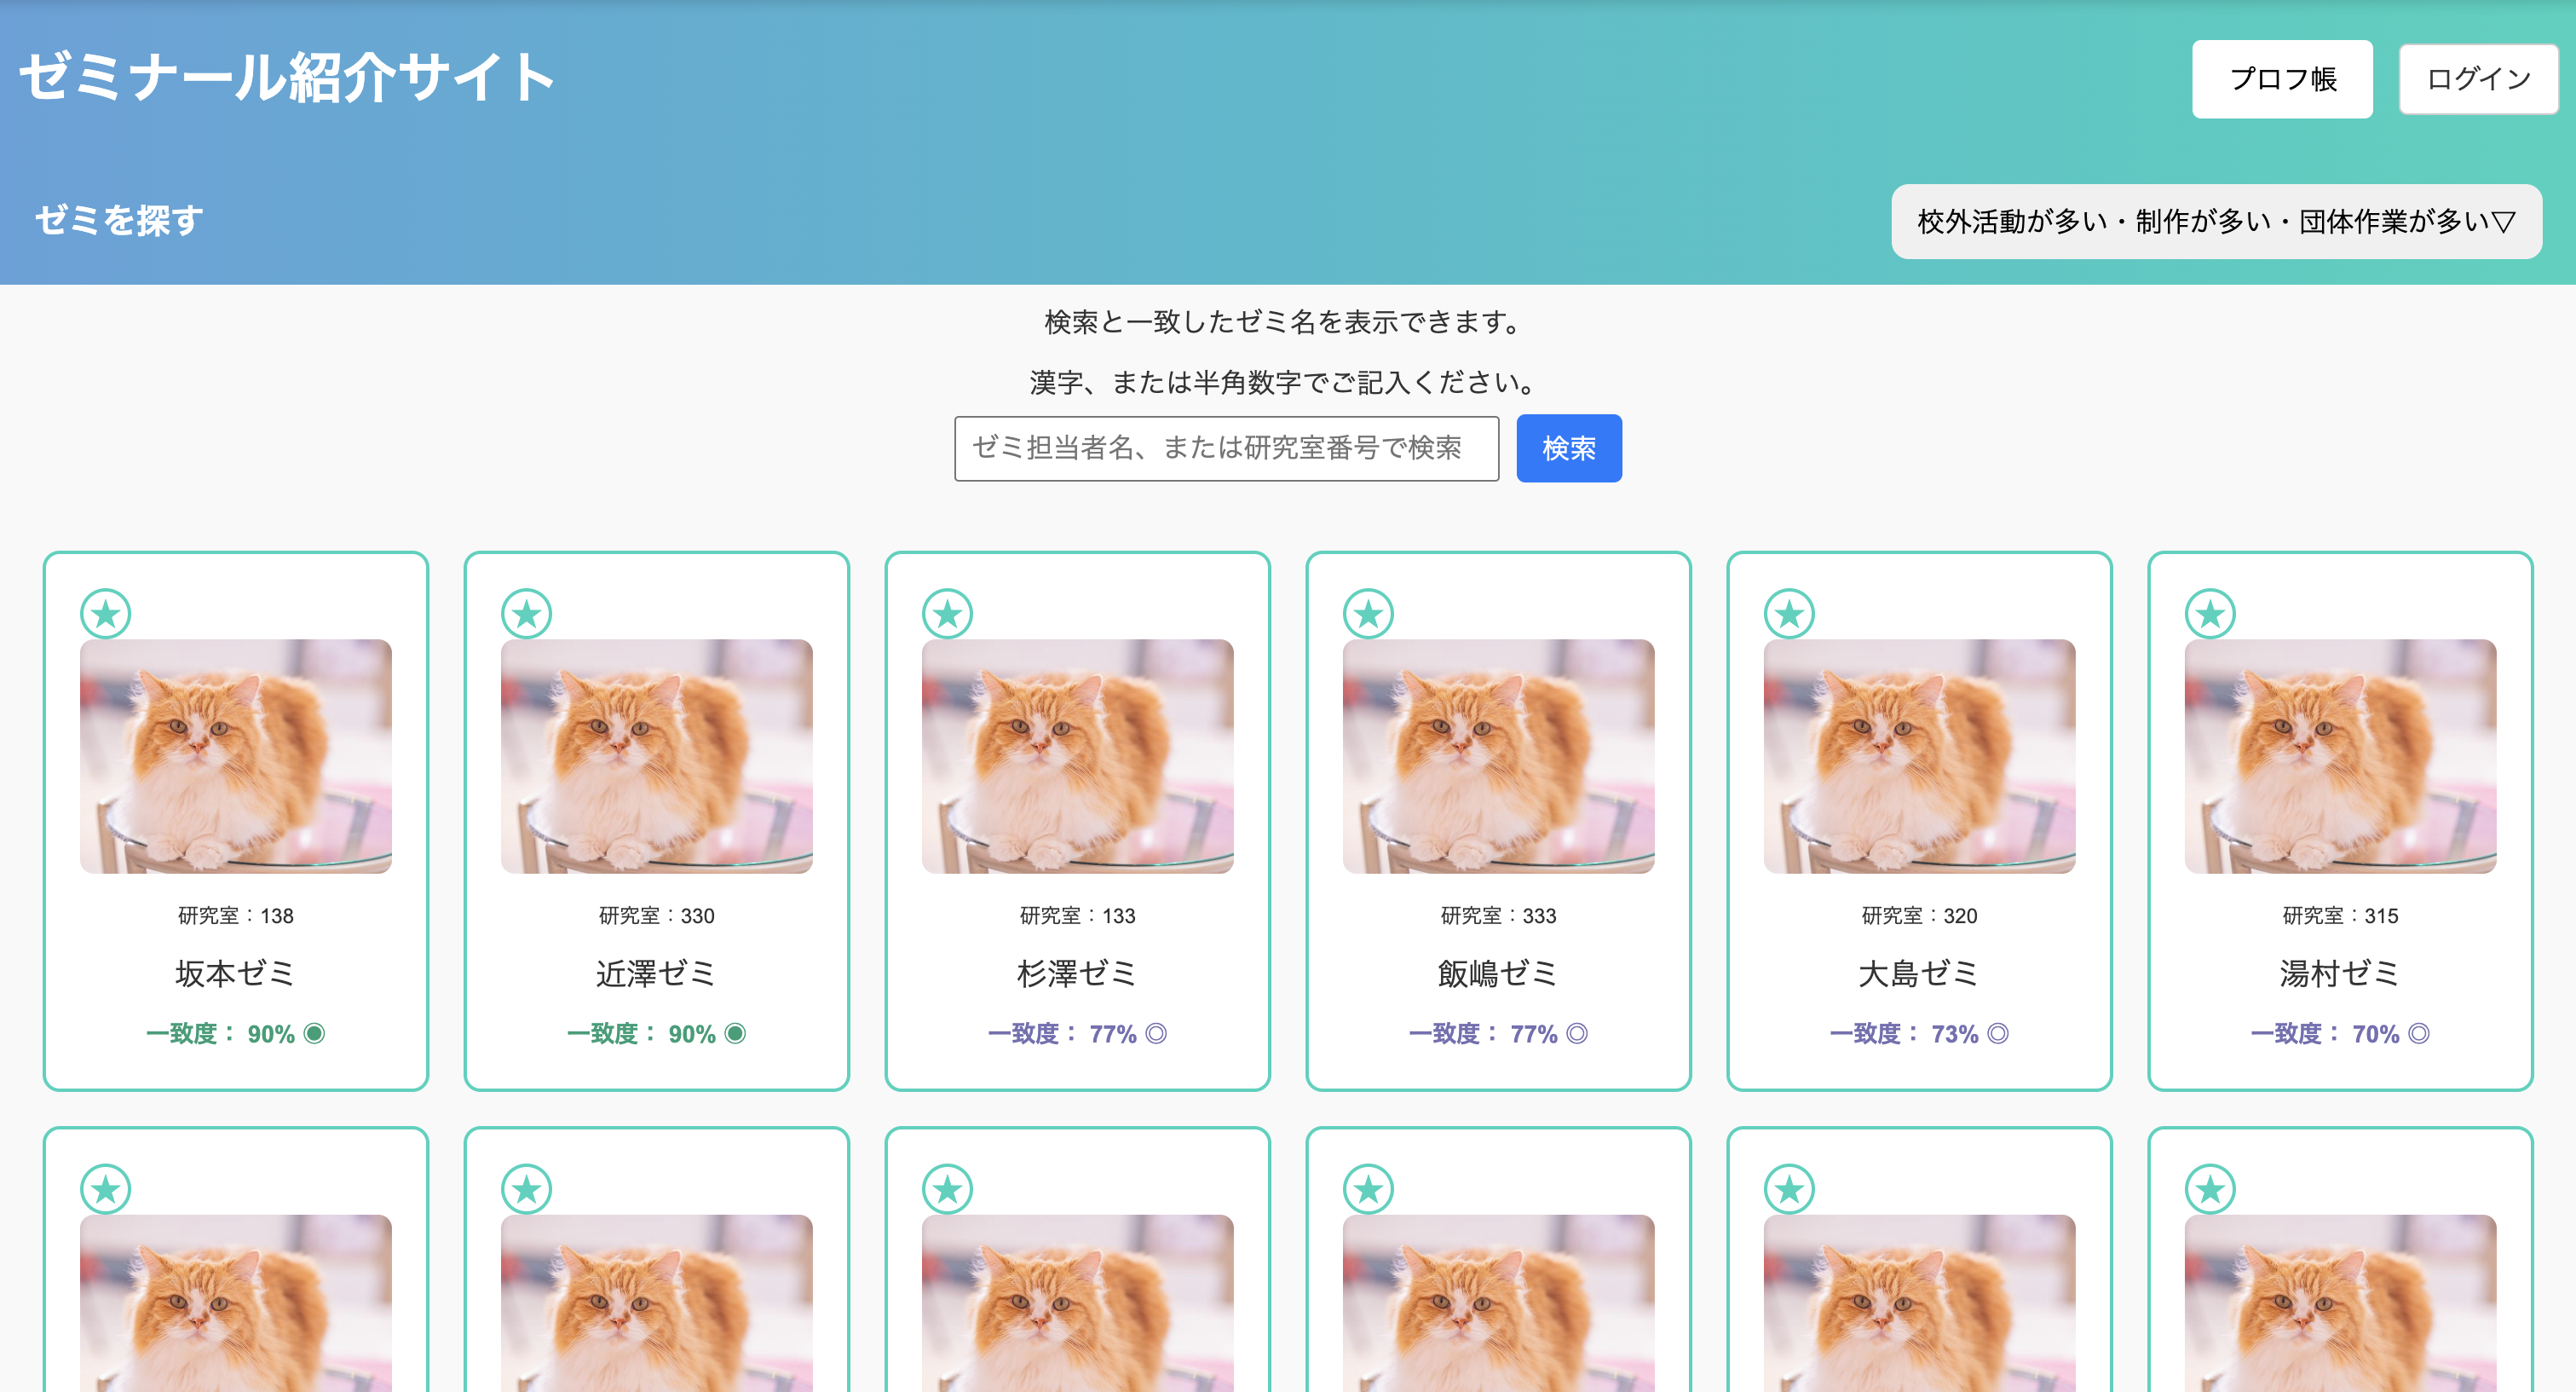 ゼミナール紹介サイト
プロフ帳
ログイン
ゼミを探す
校外活動が多い・制作が多い・団体作業が多い▽
検索と一致したゼミ名を表示できます。
漢字、または半角数字でご記入ください。
ゼミ担当者名、または研究室番号で検索
検索
研究室：138
坂本ゼミ
一致度： 90% ◉
研究室：330
近澤ゼミ
一致度： 90% ◉
研究室：133
杉澤ゼミ
一致度： 77% ◎
研究室：333
飯嶋ゼミ
一致度： 77% ◎
研究室：320
大島ゼミ
一致度： 73% ◎
研究室：315
湯村ゼミ
一致度： 70% ◎